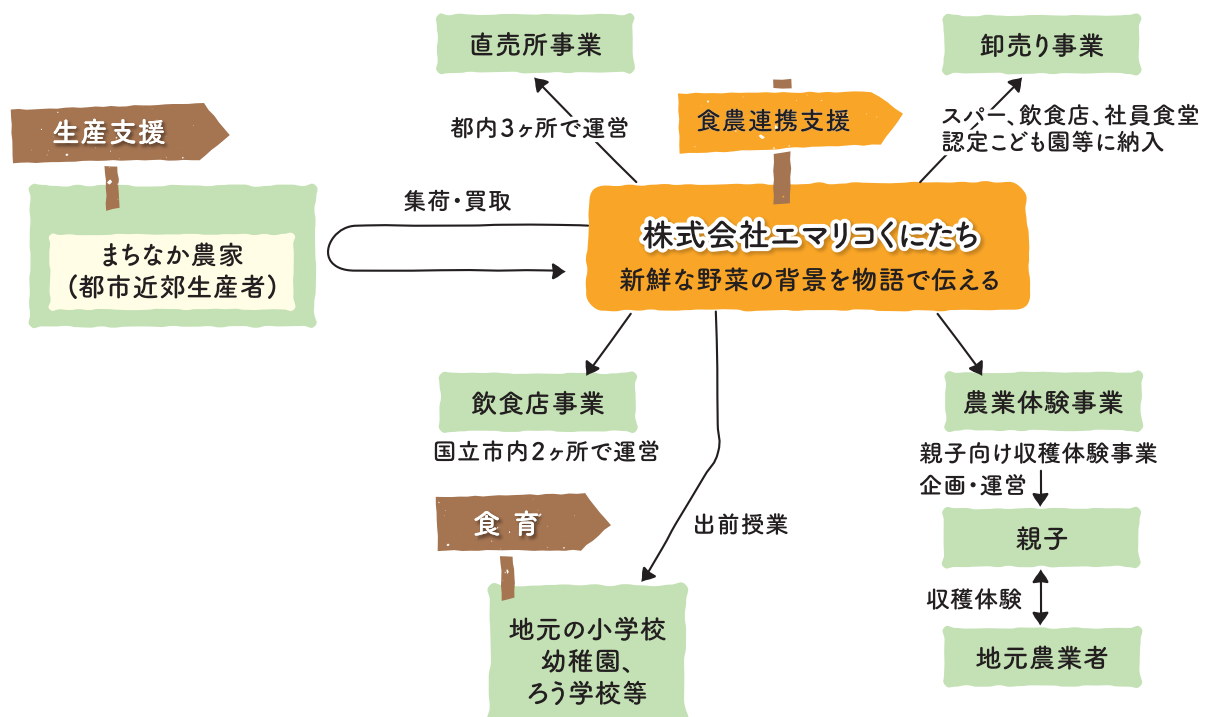 直売所事業
卸売り事業
生産支援
都内3ヶ所で運営
食農連携支援
スパー、飲食店、社員食堂
認定こども園等に納入
集荷・買取
まちなか農家
(都市近郊生産者)
株式会社エマリコくにたち
新鮮な野菜の背景を物語で伝える
飲食店事業
国立市内2ヶ所で運営
農業体験事業
親子向け収穫体験事業
企画・運営
食 育
出前授業
親子
収穫体験
地元の小学校
幼稚園、
ろう学校等
地元農業者